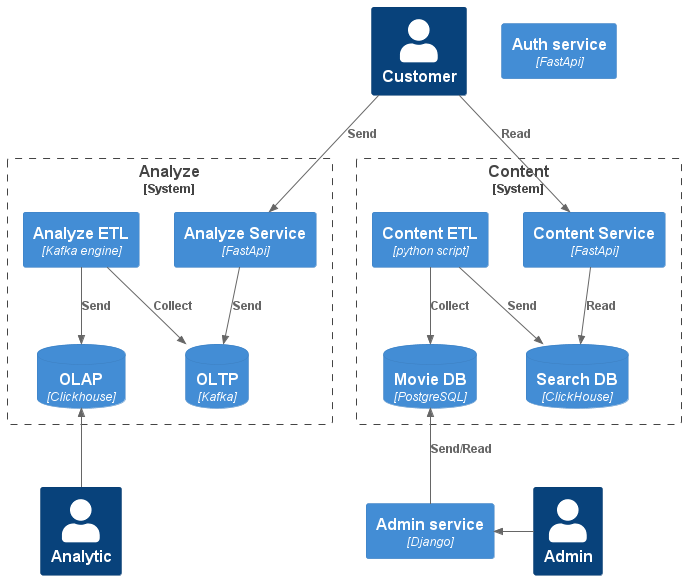 Customer
Auth service
[FastApi]
Send
Read
Analyze
[System]
Content
[System]
Analyze ETL
[Kafka engine]
Analyze Service
[FastApi]
Content ETL
[python script]
Content Service
[FastApi]
Send
Collect
Send
Collect
Send
Read
OLAP
[Clickhouse]
OLTP
[Kafka]
Movie DB
[PostgreSQL]
Search DB
[ClickHouse]
Send/Read
Analytic
Admin service
[Django]
Admin